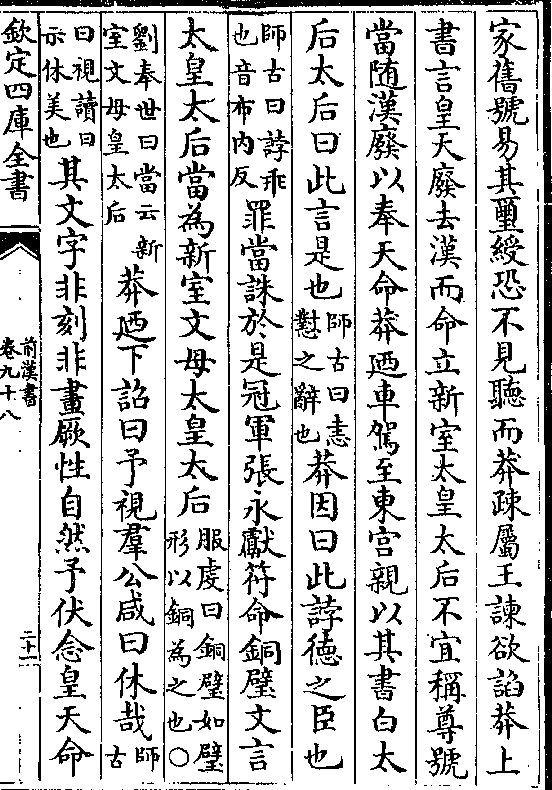 家舊號易其璽綬恐不見聽而莽疎屬王諫欲諂莽上
書言皇天廢去漢而命立新室太皇太后不宜稱尊號
當隨漢廢以奉天命莽廼車駕至東宮親以其書白太
后太后曰此言是也師古曰恚懟之辭也莽因曰此誖德之臣也
師古曰誖乖也音布内反罪當誅於是冠軍張永獻符命銅璧文言
太皇太后當為新室文母太皇太后服虔曰銅璧如璧形以銅為之也○
劉奉世曰當云新室文母皇太后莽廼下詔曰予視羣公咸曰休哉師古
曰視讀曰示休美也其文字非刻非畫厥性自然予伏念皇天命
欽定四庫全書
前漢書
卷九十八
二十一